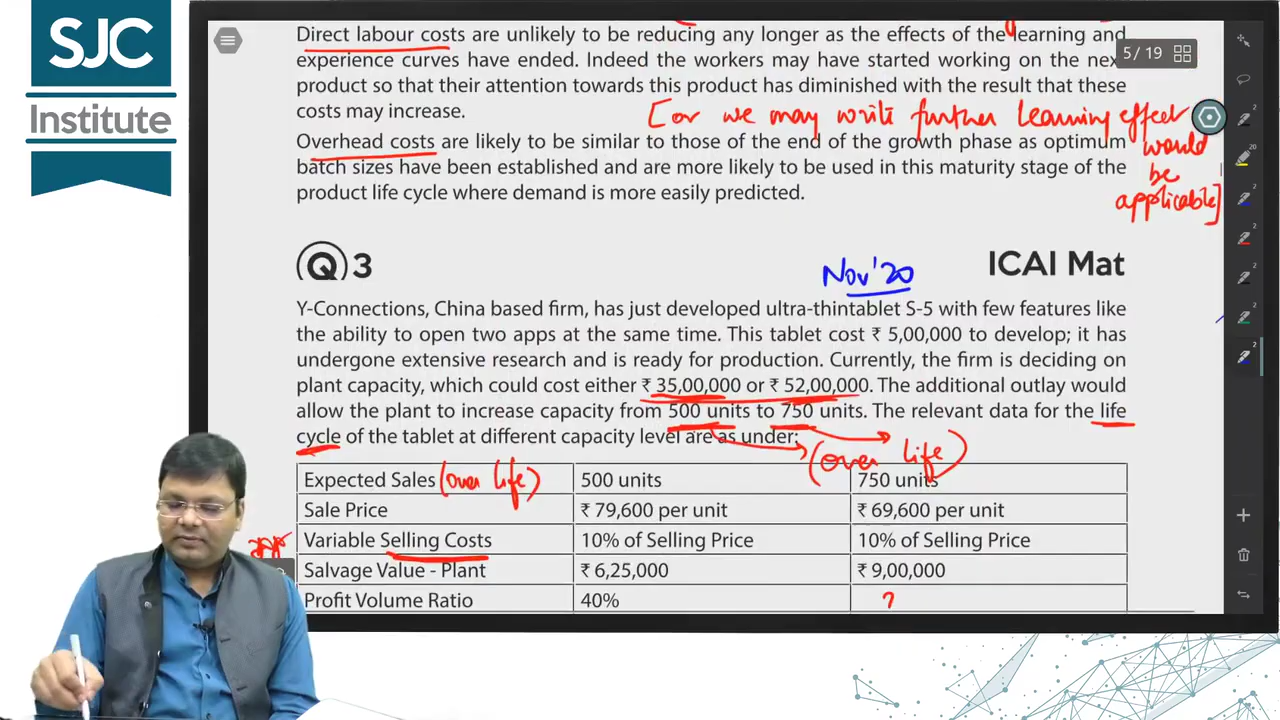 SJC
Institute
Direct labour costs are unlikely to be reducing any longer as the effects of the learning and
5 / 19
experience curves have ended. Indeed the workers may have started working on the nex
product so that their attention towards this product has diminished with the result that these
costs may increase.
[or we may write further learning effect
would
be
applicable]
Overhead costs are likely to be similar to those of the end of the growth phase as optimum
batch sizes have been established and are more likely to be used in this maturity stage of the
product life cycle where demand is more easily predicted.
Q 3
Nov'20
ICAI Mat
Y-Connections, China based firm, has just developed ultra-thintablet S-5 with few features like
the ability to open two apps at the same time. This tablet cost ₹ 5,00,000 to develop; it has
undergone extensive research and is ready for production. Currently, the firm is deciding on
plant capacity, which could cost either ₹ 35,00,000 or ₹ 52,00,000. The additional outlay would
allow the plant to increase capacity from 500 units to 750 units. The relevant data for the life
cycle of the tablet at different capacity level are as under:
(over life)
Expected Sales (over life) 500 units 750 units
Sale Price ₹ 79,600 per unit ₹ 69,600 per unit
Variable Selling Costs 10% of Selling Price 10% of Selling Price
Salvage Value - Plant ₹ 6,25,000 ₹ 9,00,000
Profit Volume Ratio 40% ?